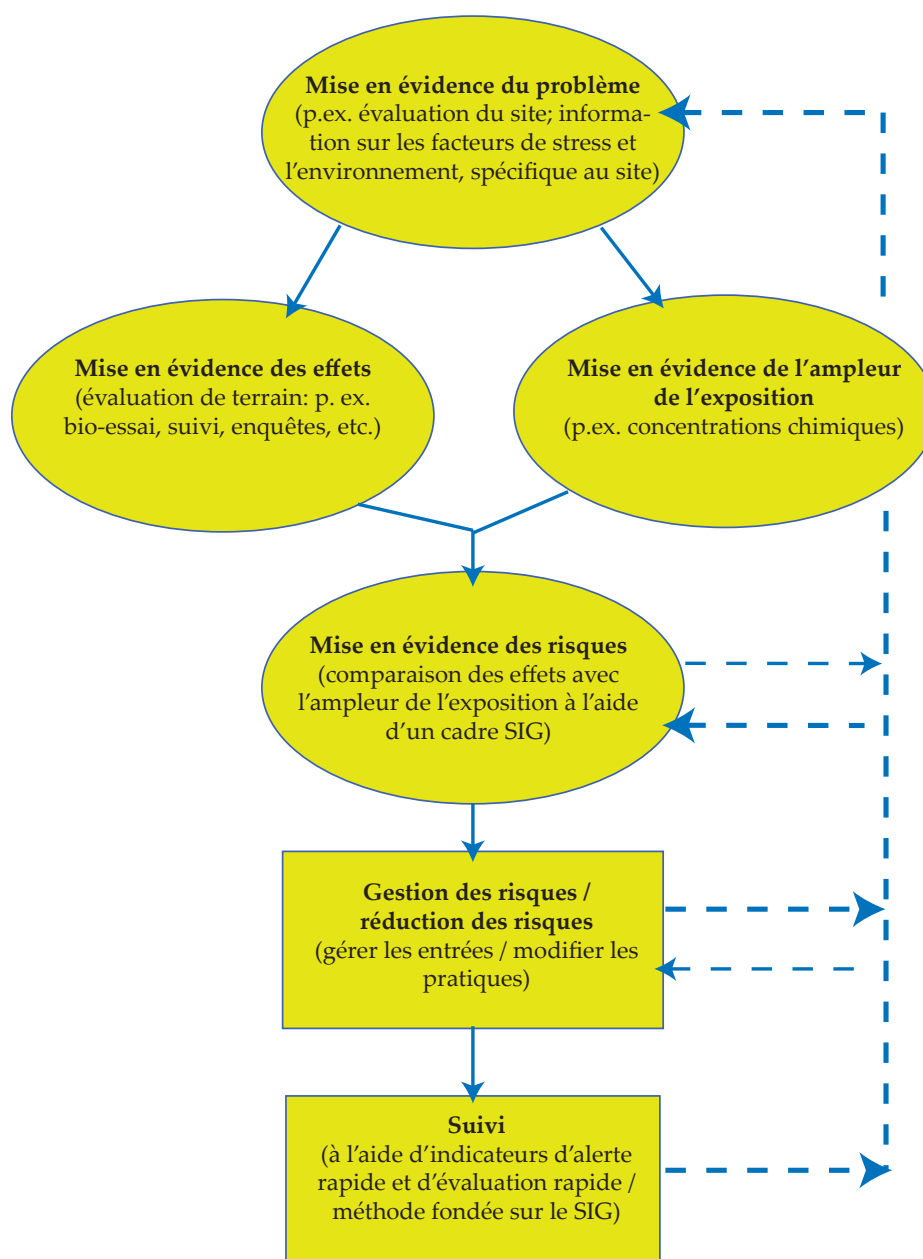 Mise en évidence du problème
(p.ex. évaluation du site; informa-
tion sur les facteurs de stress et
l'environnement, spécifique au site)
Mise en évidence des effets
(évaluation de terrain: p. ex.
bio-essai, suivi, enquêtes, etc.)
Mise en évidence de l'ampleur
de l'exposition
(p.ex. concentrations chimiques)
Mise en évidence des risques
(comparaison des effets avec
l'ampleur de l'exposition à l'aide
d'un cadre SIG)
Gestion des risques /
réduction des risques
(gérer les entrées / modifier les
pratiques)
Suivi
(à l'aide d'indicateurs d'alerte
rapide et d'évaluation rapide /
méthode fondée sur le SIG)